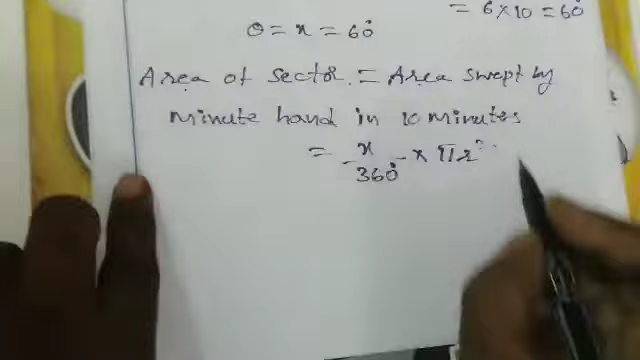 = 6×10 = 60°
θ = x = 60°
Area of sector. = Area swept by
minute hand in 10 minutes
= x/360° × πr²